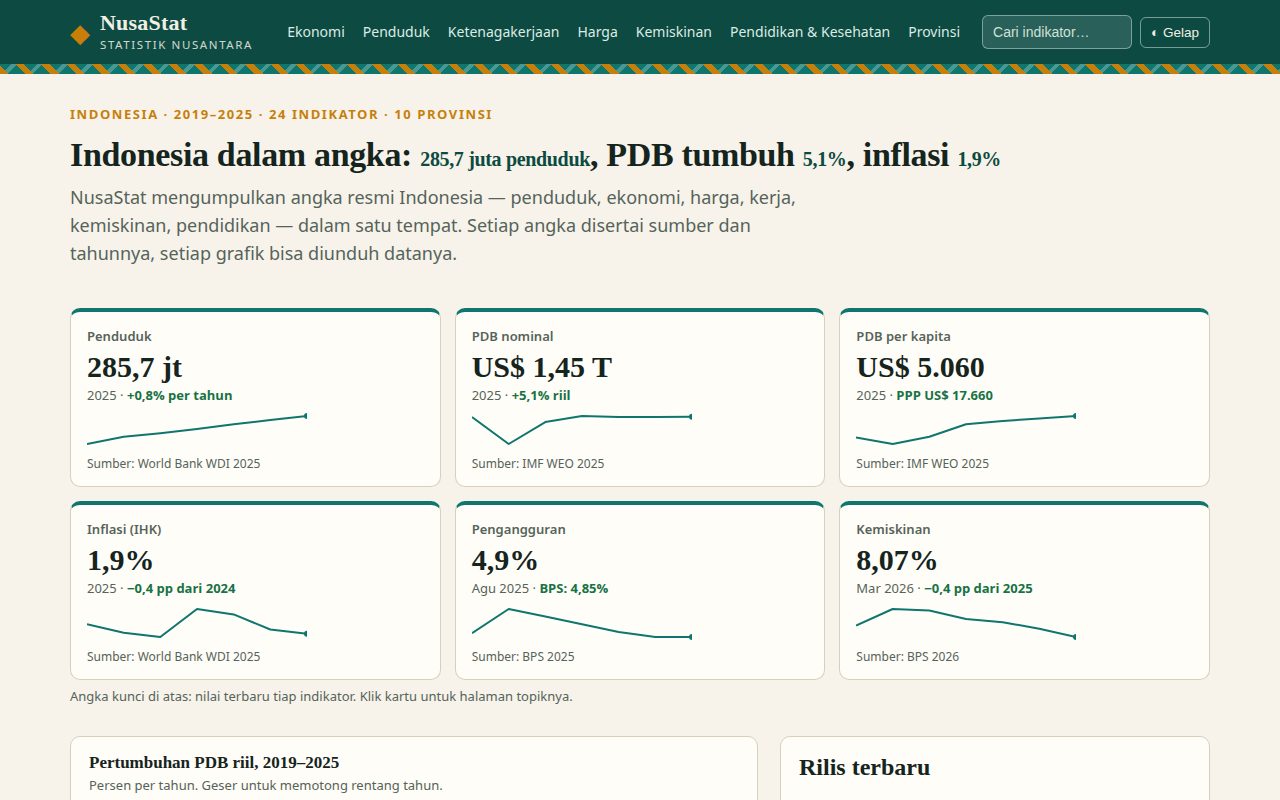 NusaStat
STATISTIK NUSANTARA
Ekonomi Penduduk Ketenagakerjaan Harga Kemiskinan Pendidikan & Kesehatan Provinsi
Cari indikator…
Gelap
INDONESIA · 2019–2025 · 24 INDIKATOR · 10 PROVINSI
Indonesia dalam angka: 285,7 juta penduduk, PDB tumbuh 5,1%, inflasi 1,9%
NusaStat mengumpulkan angka resmi Indonesia — penduduk, ekonomi, harga, kerja,
kemiskinan, pendidikan — dalam satu tempat. Setiap angka disertai sumber dan
tahunnya, setiap grafik bisa diunduh datanya.
Penduduk
285,7 jt
2025 · +0,8% per tahun
Sumber: World Bank WDI 2025
PDB nominal
US$ 1,45 T
2025 · +5,1% riil
Sumber: IMF WEO 2025
PDB per kapita
US$ 5.060
2025 · PPP US$ 17.660
Sumber: IMF WEO 2025
Inflasi (IHK)
1,9%
2025 · −0,4 pp dari 2024
Sumber: World Bank WDI 2025
Pengangguran
4,9%
Agu 2025 · BPS: 4,85%
Sumber: BPS 2025
Kemiskinan
8,07%
Mar 2026 · −0,4 pp dari 2025
Sumber: BPS 2026
Angka kunci di atas: nilai terbaru tiap indikator. Klik kartu untuk halaman topiknya.
Pertumbuhan PDB riil, 2019–2025
Persen per tahun. Geser untuk memotong rentang tahun.
Rilis terbaru